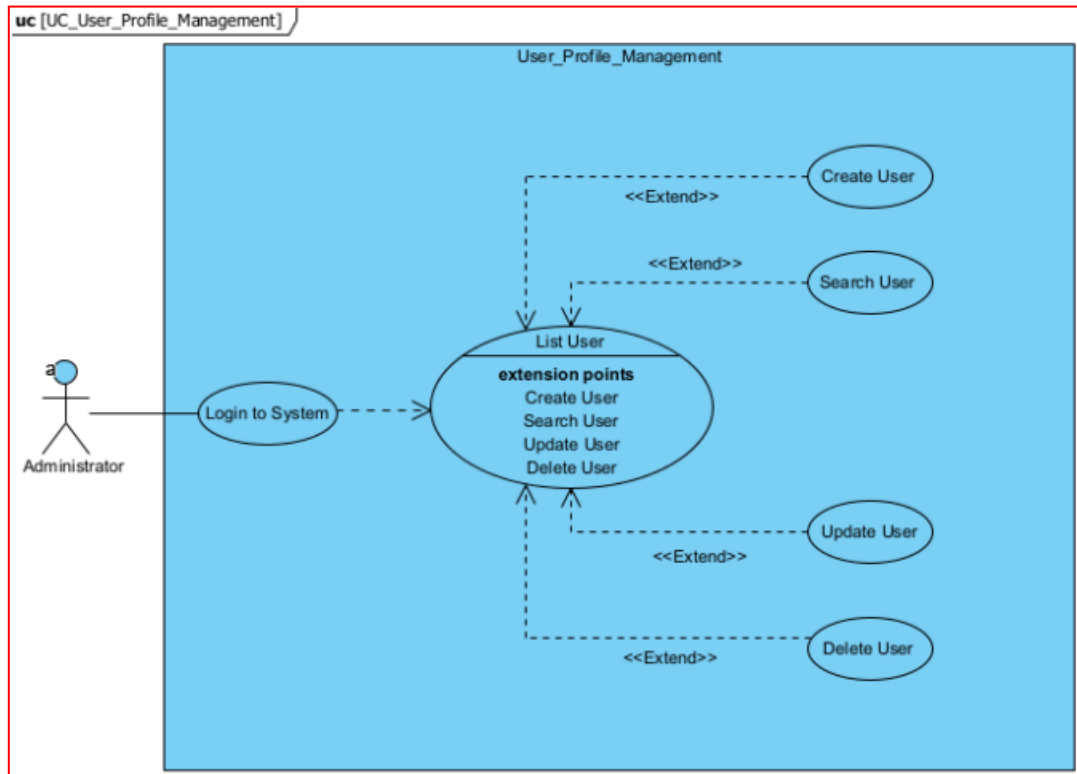 uc [UC_User_Profile_Management]
User_Profile_Management
Create User
<<Extend>>
<<Extend>>
Search User
List User
extension points
Create User
Search User
Update User
Delete User
a
Login to System
Administrator
Update User
<<Extend>>
Delete User
<<Extend>>